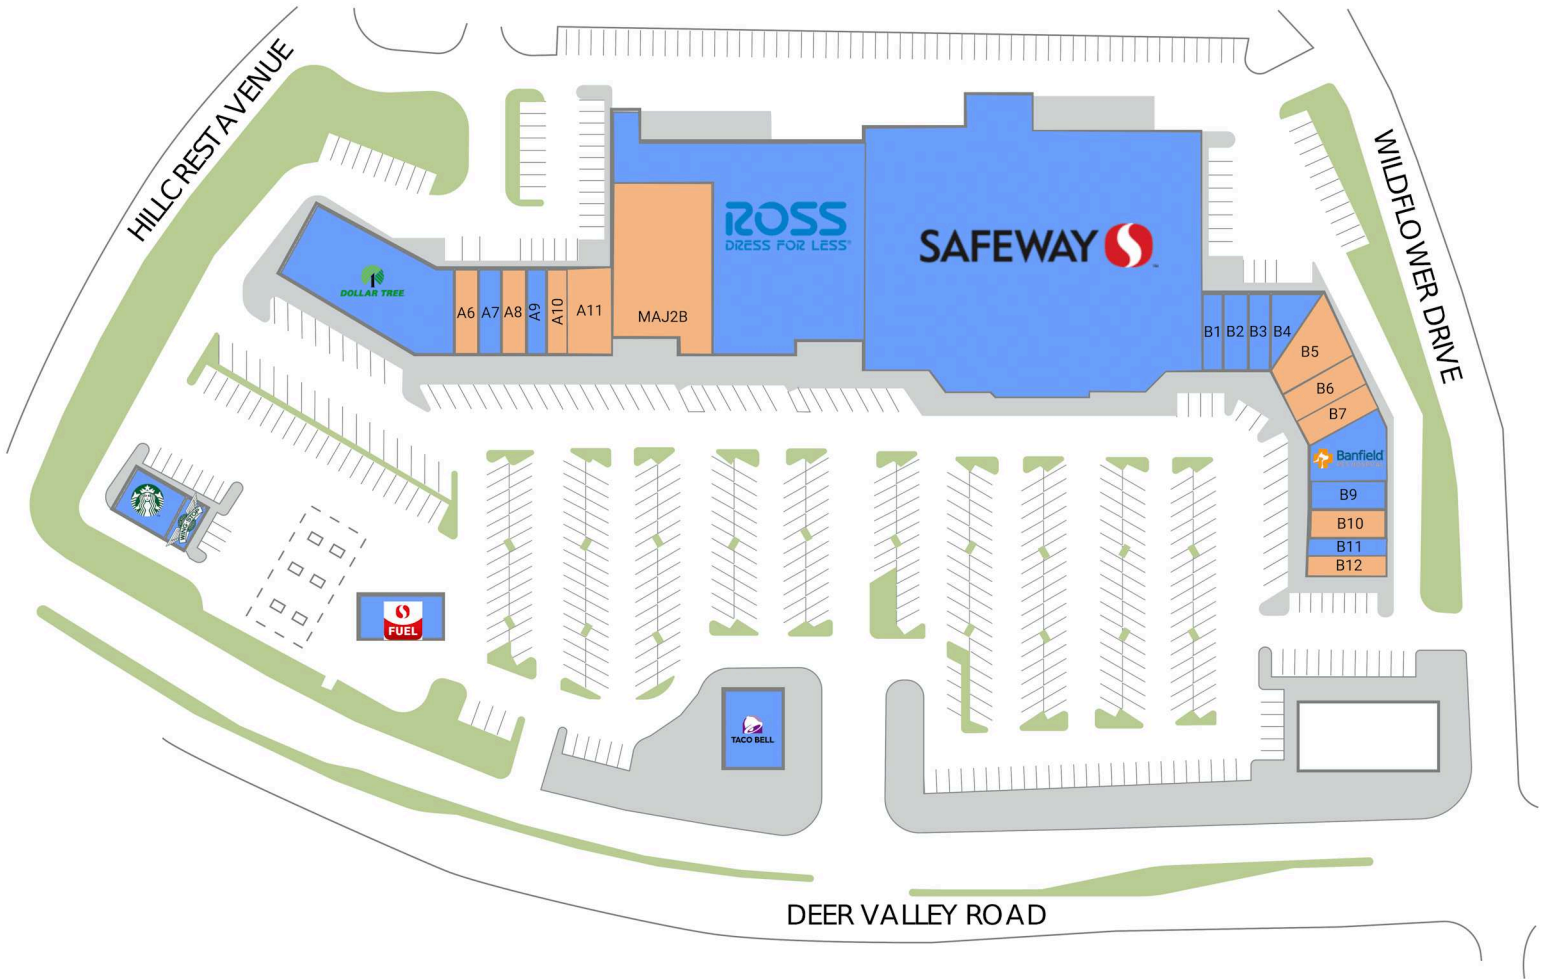 HILLCREST AVENUE
WILDFLOWER DRIVE
ROSS
DRESS FOR LESS
SAFEWAY
DOLLAR TREE
A6
A7
A8
A9
A10
A11
MAJ2B
B1
B2
B3
B4
B5
B6
B7
Banfield
B9
B10
B11
B12
WINGSTOP
FUEL
TACO BELL
DEER VALLEY ROAD